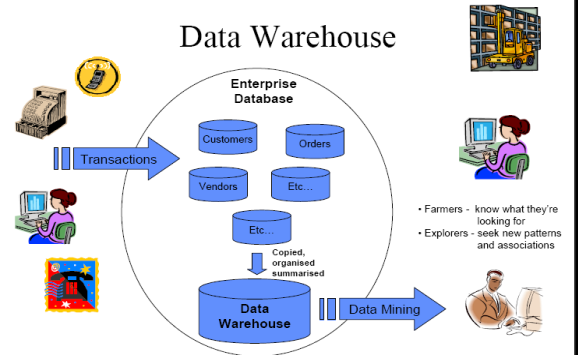 Data Warehouse
Enterprise
Database
Customers
Orders
Transactions
Vendors
Etc...
Etc...
Copied,
organised
summarised
Data
Warehouse
Data Mining
• Farmers - know what they're
looking for
• Explorers - seek new patterns
and associations